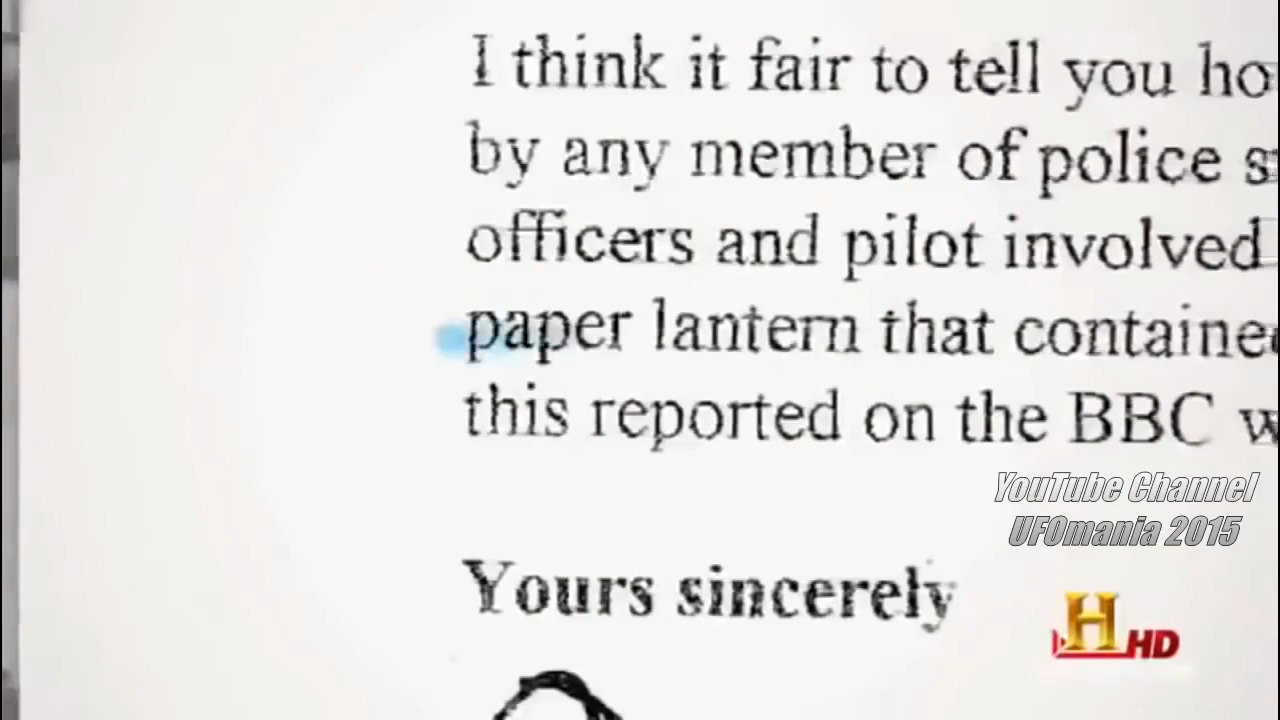 I think it fair to tell you ho
by any member of police s
officers and pilot involved
paper lantern that containe
this reported on the BBC w
YouTube Channel
UFOmania 2015
Yours sincerely
H HD